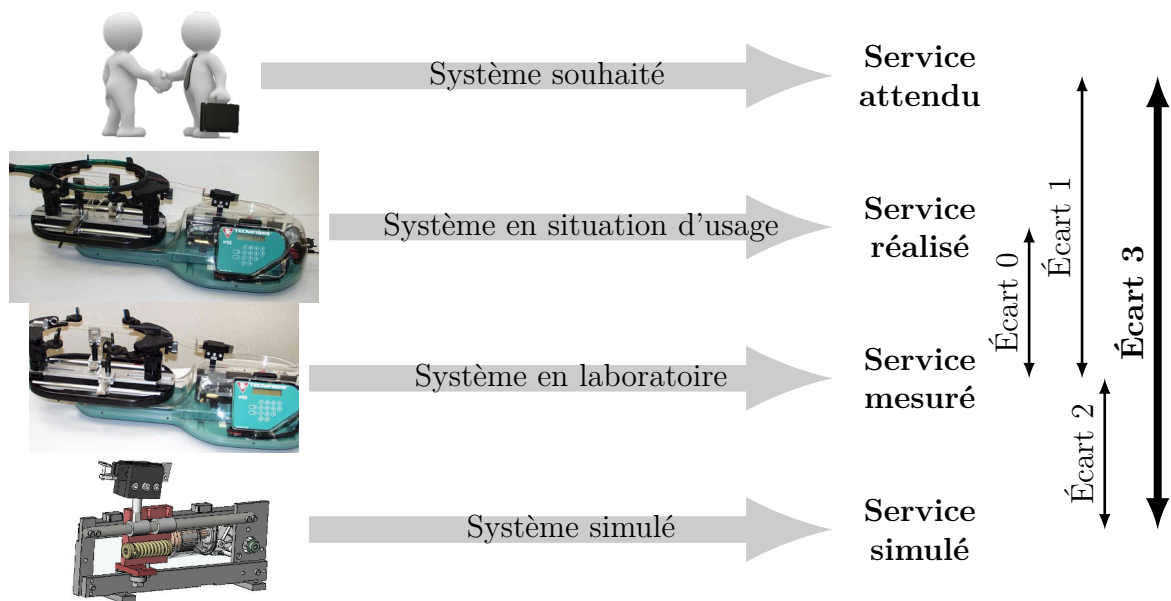 Système souhaité
Service
attendu
Système en situation d'usage
Service
réalisé
Système en laboratoire
Service
mesuré
Système simulé
Service
simulé
Écart 0
Écart 1
Écart 2
Écart 3
TECNIFIBRE